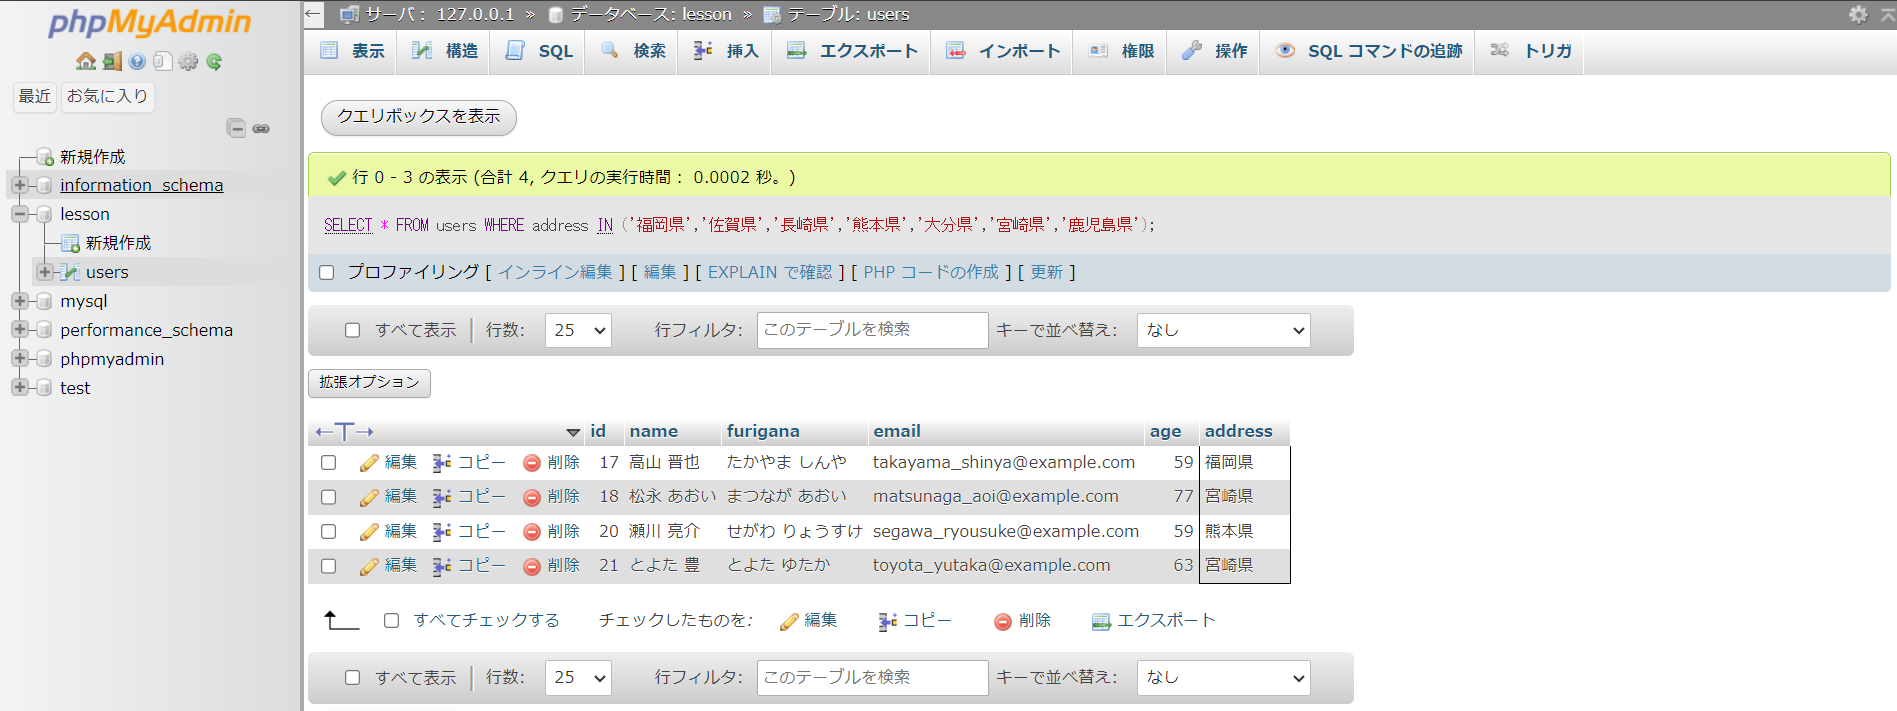 phpMyAdmin
最近 お気に入り
新規作成
information_schema
lesson
新規作成
users
mysql
performance_schema
phpmyadmin
test
サーバ: 127.0.0.1 » データベース: lesson » テーブル: users
表示 構造 SQL 検索 挿入 エクスポート インポート 権限 操作 SQL コマンドの追跡 トリガ
クエリボックスを表示
行 0 - 3 の表示 (合計 4, クエリの実行時間: 0.0002 秒。)
SELECT * FROM users WHERE address IN ('福岡県','佐賀県','長崎県','熊本県','大分県','宮崎県','鹿児島県');
プロファイリング [ インライン編集 ] [ 編集 ] [ EXPLAIN で確認 ] [ PHP コードの作成 ] [ 更新 ]
すべて表示 行数: 25 行フィルタ: このテーブルを検索 キーで並べ替え: なし
拡張オプション
id name furigana email age address
編集 コピー 削除 17 高山 晋也 たかやま しんや takayama_shinya@example.com 59 福岡県
編集 コピー 削除 18 松永 あおい まつなが あおい matsunaga_aoi@example.com 77 宮崎県
編集 コピー 削除 20 瀬川 亮介 せがわ りょうすけ segawa_ryousuke@example.com 59 熊本県
編集 コピー 削除 21 とよた 豊 とよた ゆたか toyota_yutaka@example.com 63 宮崎県
すべてチェックする チェックしたものを: 編集 コピー 削除 エクスポート
すべて表示 行数: 25 行フィルタ: このテーブルを検索 キーで並べ替え: なし